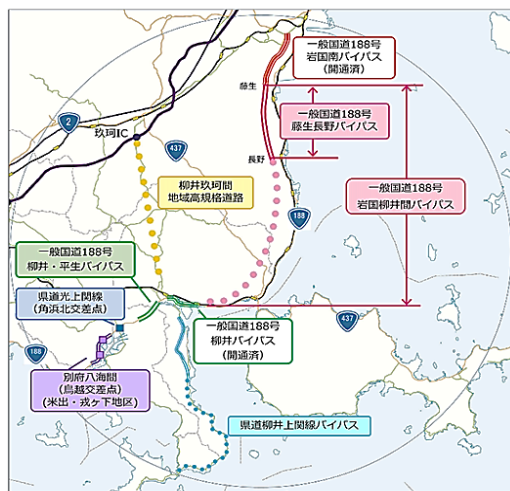 一般国道188号
岩国南バイパス
(開通済)
藤生
一般国道188号
藤生長野バイパス
2
玖珂IC
437
長野
柳井玖珂間
地域高規格道路
一般国道188号
岩国柳井間バイパス
188
一般国道188号
柳井・平生バイパス
県道光上関線
(角浜北交差点)
一般国道188号
柳井バイパス
(開通済)
437
188
別府八海間
(鳥越交差点)
(米出・戎ヶ下地区)
県道柳井上関線バイパス